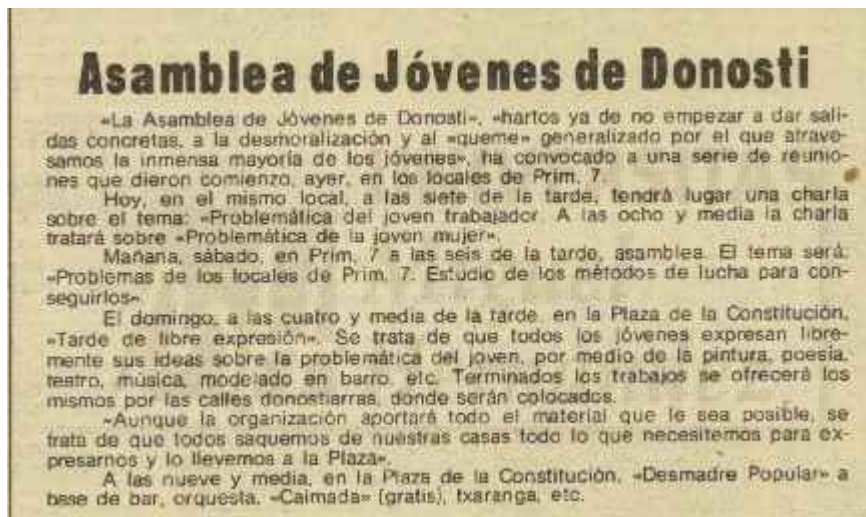 Asamblea de Jóvenes de Donosti
«La Asamblea de Jóvenes de Donosti», «hartos ya de no empezar a dar sali-
das concretas, a la desmoralización y al «queme» generalizado por el que atrave-
samos la inmensa mayoría de los jóvenes», ha convocado a una serie de reunio-
nes que dieron comienzo, ayer, en los locales de Prim, 7.
Hoy, en el mismo local, a las siete de la tarde, tendrá lugar una charla
sobre el tema: «Problemática del joven trabajador. A las ocho y media la charla
tratará sobre «Problemática de la joven mujer».
Mañana, sábado, en Prim, 7 a las seis de la tarde, asamblea. El tema será:
«Problemas de los locales de Prim, 7. Estudio de los métodos de lucha para con-
seguirlos».
El domingo, a las cuatro y media de la tarde, en la Plaza de la Constitución,
«Tarde de libre expresión». Se trata de que todos los jóvenes expresan libre-
mente sus ideas sobre la problemática del joven, por medio de la pintura, poesía,
teatro, música, modelado en barro, etc. Terminados los trabajos se ofrecerá los
mismos por las calles donostiarras, donde serán colocados.
«Aunque la organización aportará todo el material que le sea posible, se
trata de que todos saquemos de nuestras casas todo lo que necesitemos para ex-
presarnos y lo llevemos a la Plaza».
A las nueve y media, en la Plaza de la Constitución, «Desmadre Popular» a
base de bar, orquesta, «Caimada» (gratis), txaranga, etc.